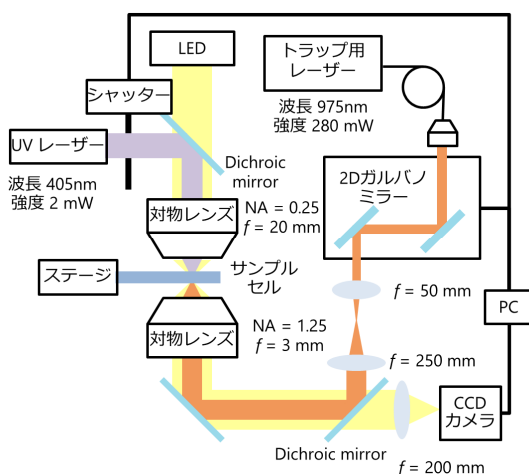 LED
トラップ用
レーザー
シャッター
波長 975nm
強度 280 mW
UV レーザー
Dichroic
mirror
波長 405nm
強度 2 mW
2Dガルバノ
ミラー
対物レンズ
NA = 0.25
f = 20 mm
ステージ
サンプル
セル
f = 50 mm
PC
対物レンズ
NA = 1.25
f = 3 mm
f = 250 mm
CCD
カメラ
Dichroic mirror
f = 200 mm